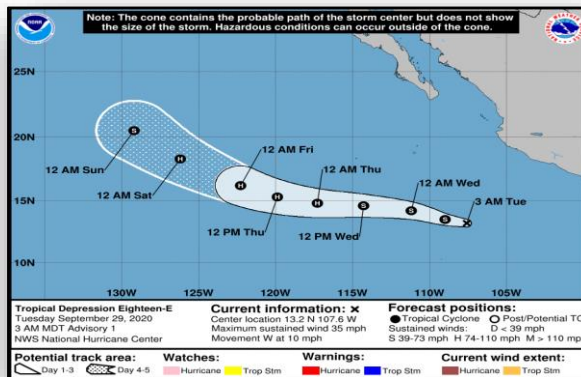 Note: The cone contains the probable path of the storm center but does not show
the size of the storm. Hazardous conditions can occur outside of the cone.
NOAA
25N
20N
15N
10N
130W
125W
120W
115W
110W
105W
12 AM Sun
12 AM Sat
12 AM Fri
12 PM Thu
12 AM Thu
12 PM Wed
12 AM Wed
3 AM Tue
S
H
H
H
H
S
S
S
Tropical Depression Eighteen-E
Tuesday September 29, 2020
3 AM MDT Advisory 1
NWS National Hurricane Center
Current information: x
Center location 13.2 N 107.6 W
Maximum sustained wind 35 mph
Movement W at 10 mph
Forecast positions:
Tropical Cyclone Post/Potential TC
Sustained winds: D < 39 mph
S 39-73 mph H 74-110 mph M > 110 mph
Potential track area:
Day 1-3 Day 4-5
Watches:
Hurricane Trop Stm
Warnings:
Hurricane Trop Stm
Current wind extent:
Hurricane Trop Stm